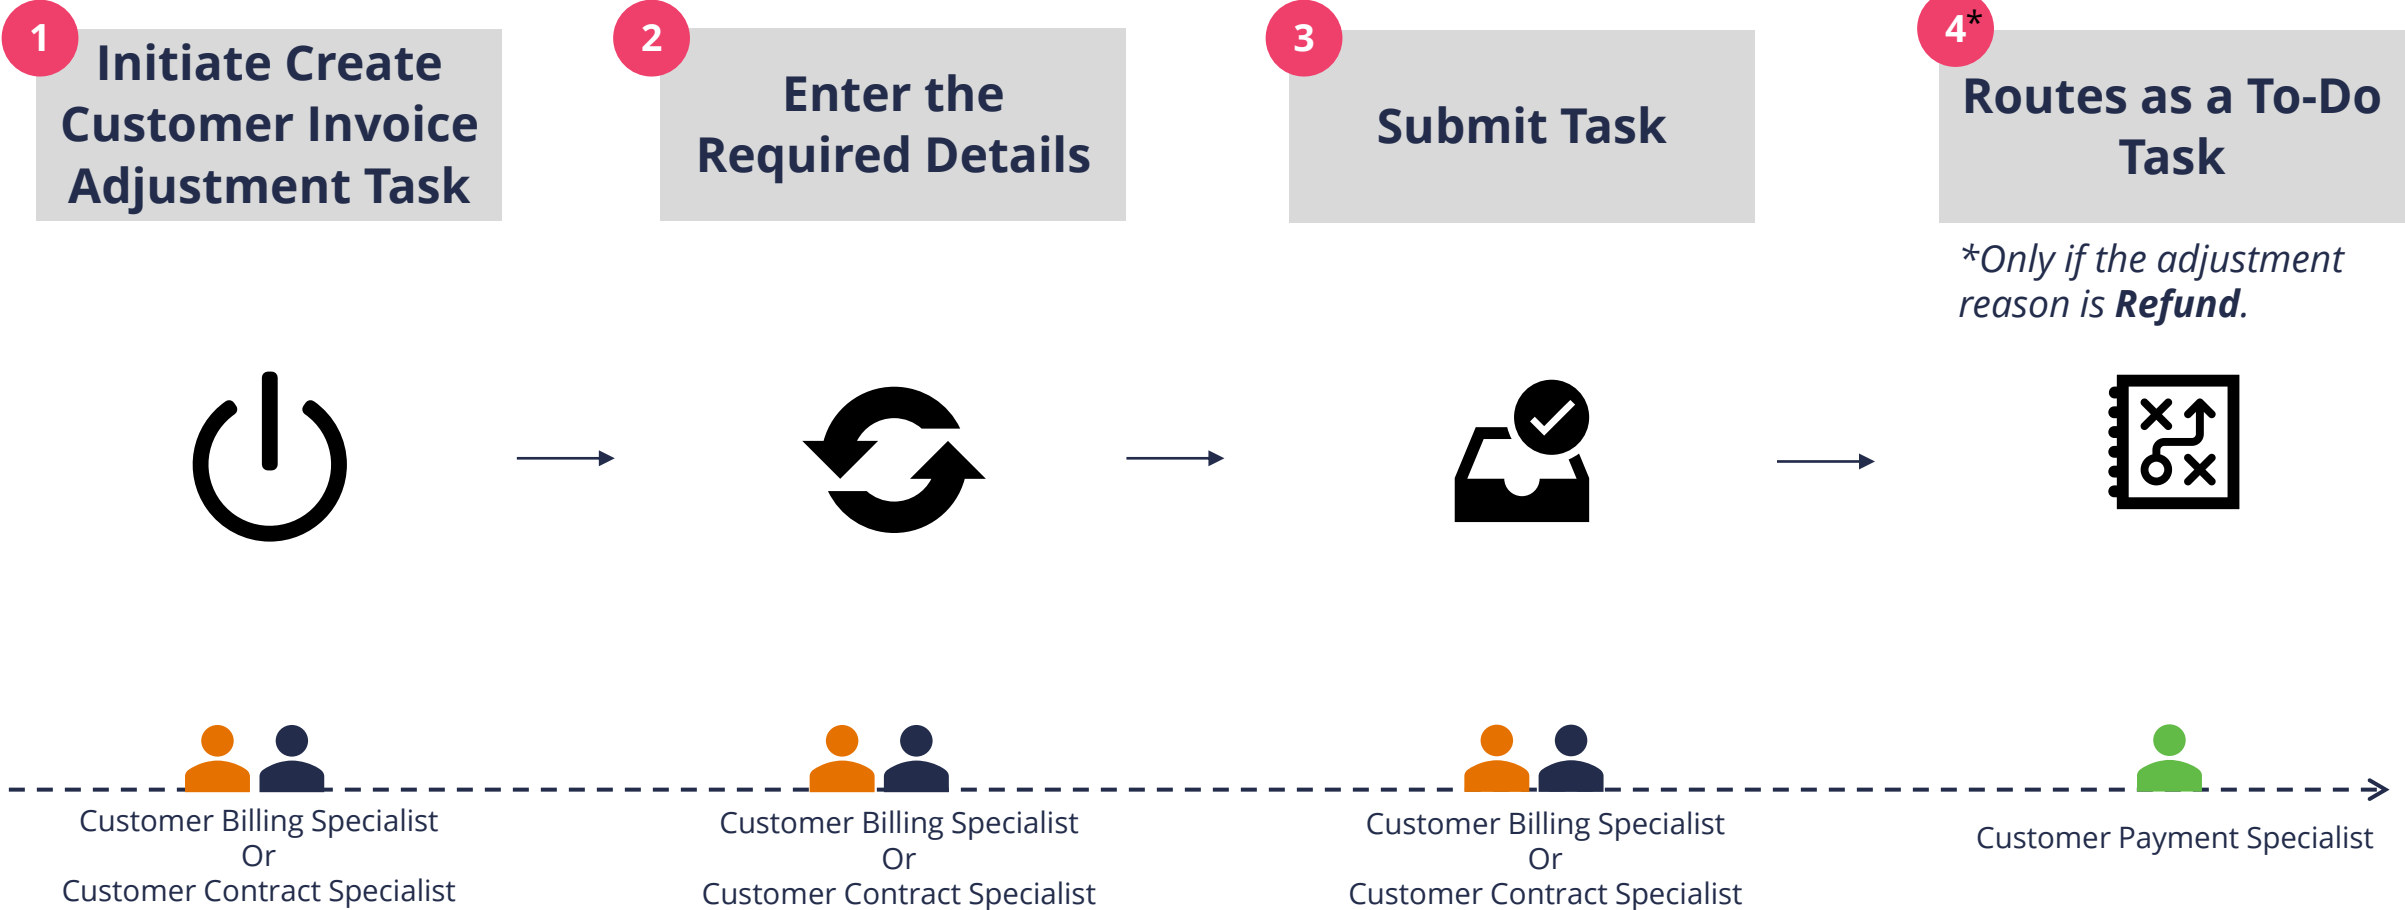 1
Initiate Create
Customer Invoice
Adjustment Task
2
Enter the
Required Details
3
Submit Task
4*
Routes as a To-Do
Task
*Only if the adjustment
reason is Refund.
Customer Billing Specialist
Or
Customer Contract Specialist
Customer Billing Specialist
Or
Customer Contract Specialist
Customer Billing Specialist
Or
Customer Contract Specialist
Customer Payment Specialist